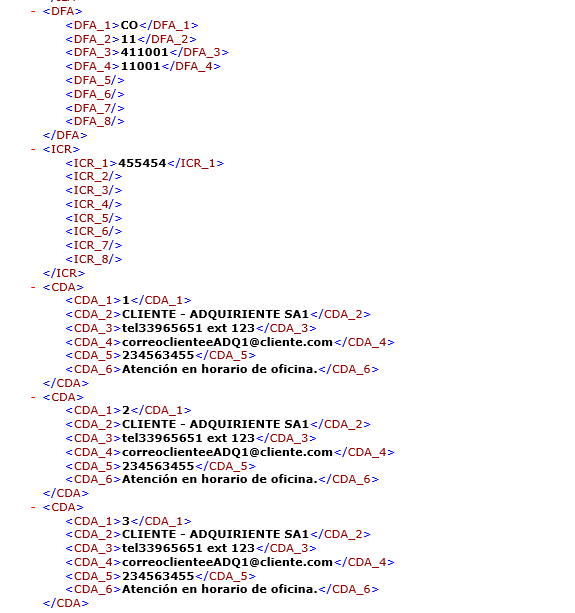 - <DFA>
<DFA_1>CO</DFA_1>
<DFA_2>11</DFA_2>
<DFA_3>411001</DFA_3>
<DFA_4>11001</DFA_4>
<DFA_5/>
<DFA_6/>
<DFA_7/>
<DFA_8/>
</DFA>
- <ICR>
<ICR_1>455454</ICR_1>
<ICR_2/>
<ICR_3/>
<ICR_4/>
<ICR_5/>
<ICR_6/>
<ICR_7/>
<ICR_8/>
</ICR>
- <CDA>
<CDA_1>1</CDA_1>
<CDA_2>CLIENTE - ADQUIRIENTE SA1</CDA_2>
<CDA_3>tel33965651 ext 123</CDA_3>
<CDA_4>correoclienteeADQ1@cliente.com</CDA_4>
<CDA_5>234563455</CDA_5>
<CDA_6>Atención en horario de oficina.</CDA_6>
</CDA>
- <CDA>
<CDA_1>2</CDA_1>
<CDA_2>CLIENTE - ADQUIRIENTE SA1</CDA_2>
<CDA_3>tel33965651 ext 123</CDA_3>
<CDA_4>correoclienteeADQ1@cliente.com</CDA_4>
<CDA_5>234563455</CDA_5>
<CDA_6>Atención en horario de oficina.</CDA_6>
</CDA>
- <CDA>
<CDA_1>3</CDA_1>
<CDA_2>CLIENTE - ADQUIRIENTE SA1</CDA_2>
<CDA_3>tel33965651 ext 123</CDA_3>
<CDA_4>correoclienteeADQ1@cliente.com</CDA_4>
<CDA_5>234563455</CDA_5>
<CDA_6>Atención en horario de oficina.</CDA_6>
</CDA>